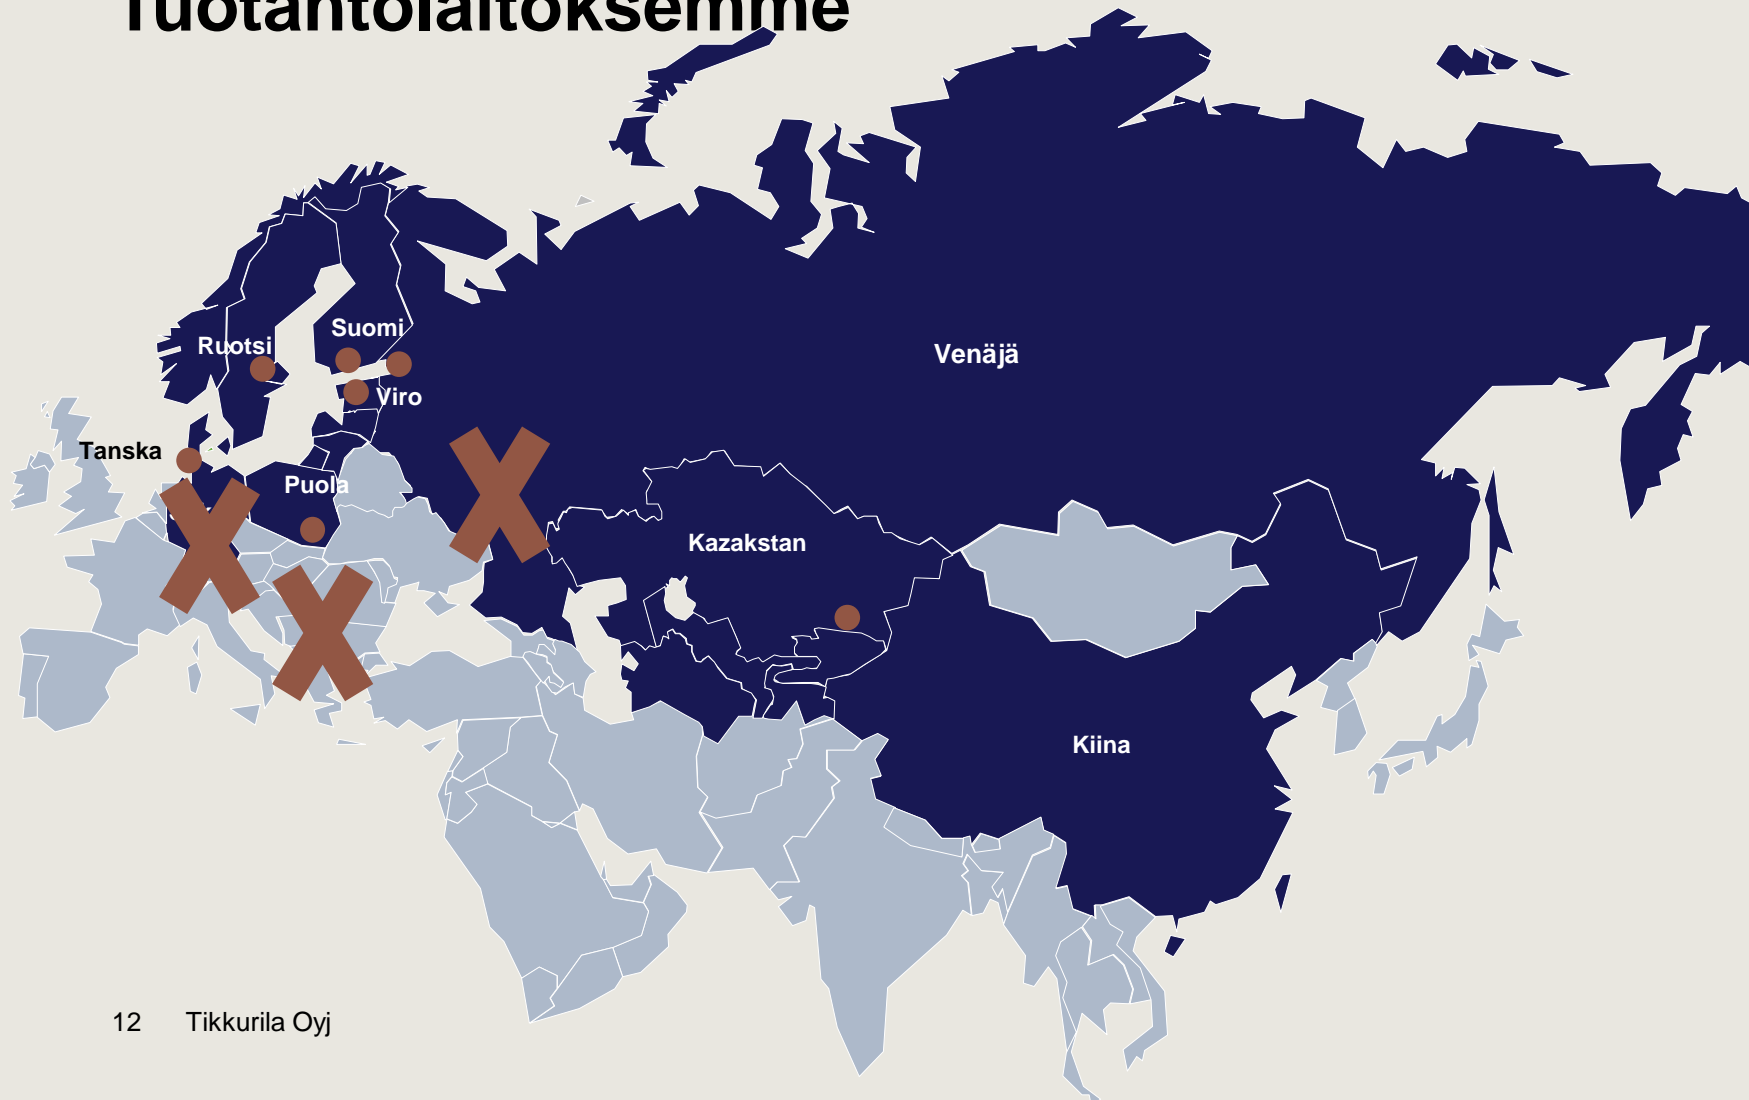 Tuotantolaitoksemme
Suomi
Ruotsi
Venäjä
Viro
Tanska
Puola
Kazakstan
Kiina
12 Tikkurila Oyj